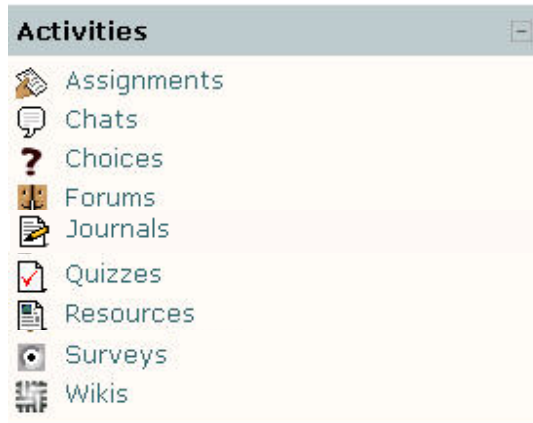 Activities
Assignments
Chats
Choices
Forums
Journals
Quizzes
Resources
Surveys
Wikis